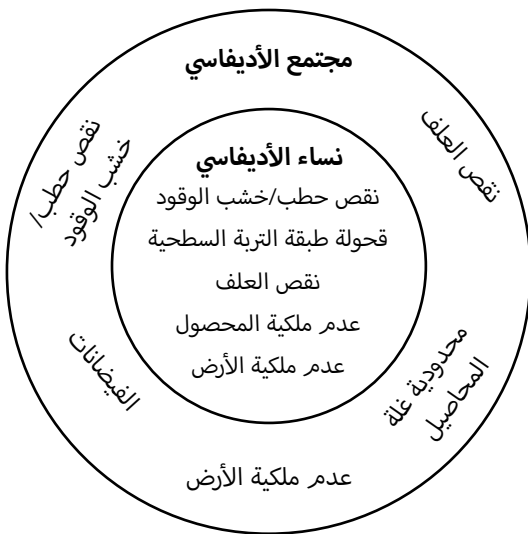 مجتمع الأديفاسي
نقص حطب/
خشب الوقود
نقص العلف
نساء الأديفاسي
نقص حطب/خشب الوقود
قحولة طبقة التربة السطحية
نقص العلف
عدم ملكية المحصول
عدم ملكية الأرض
الفيضانات
محدودية غلة
المحاصيل
عدم ملكية الأرض